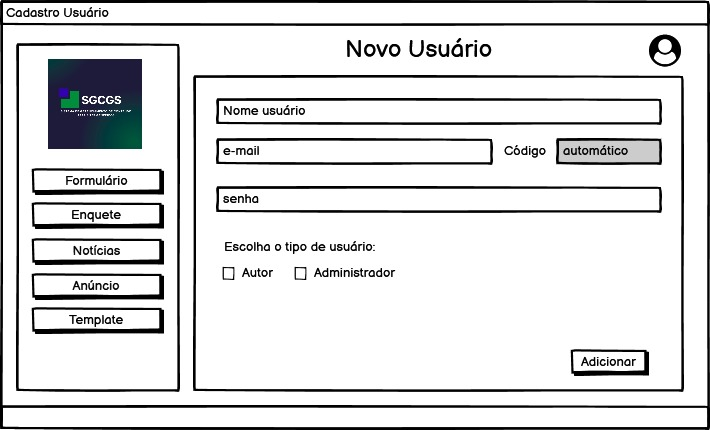 Cadastro Usuário
Novo Usuário
SGCGS
Formulário
Enquete
Notícias
Anúncio
Template
Nome usuário
e-mail
Código
automático
senha
Escolha o tipo de usuário:
Autor
Administrador
Adicionar